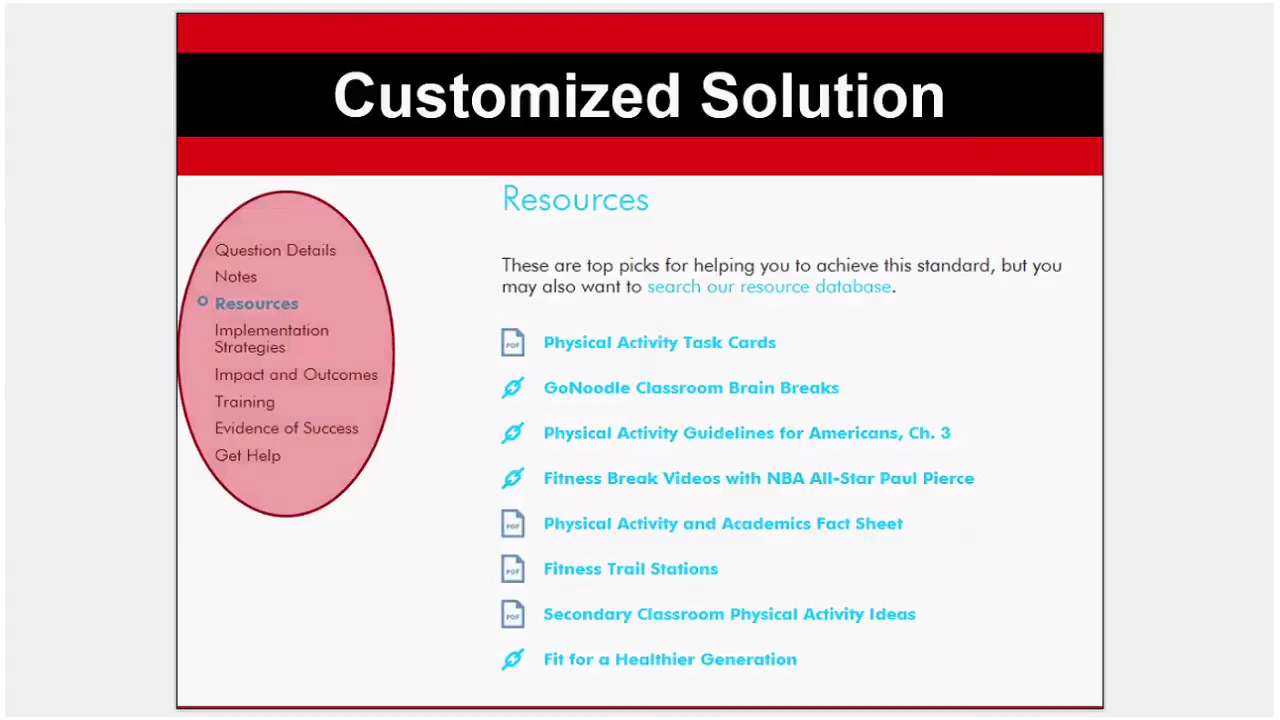 Customized Solution
Question Details
Notes
Resources
Implementation
Strategies
Impact and Outcomes
Training
Evidence of Success
Get Help
Resources
These are top picks for helping you to achieve this standard, but you
may also want to search our resource database.
PDF Physical Activity Task Cards
GoNoodle Classroom Brain Breaks
Physical Activity Guidelines for Americans, Ch. 3
Fitness Break Videos with NBA All-Star Paul Pierce
PDF Physical Activity and Academics Fact Sheet
PDF Fitness Trail Stations
PDF Secondary Classroom Physical Activity Ideas
Fit for a Healthier Generation